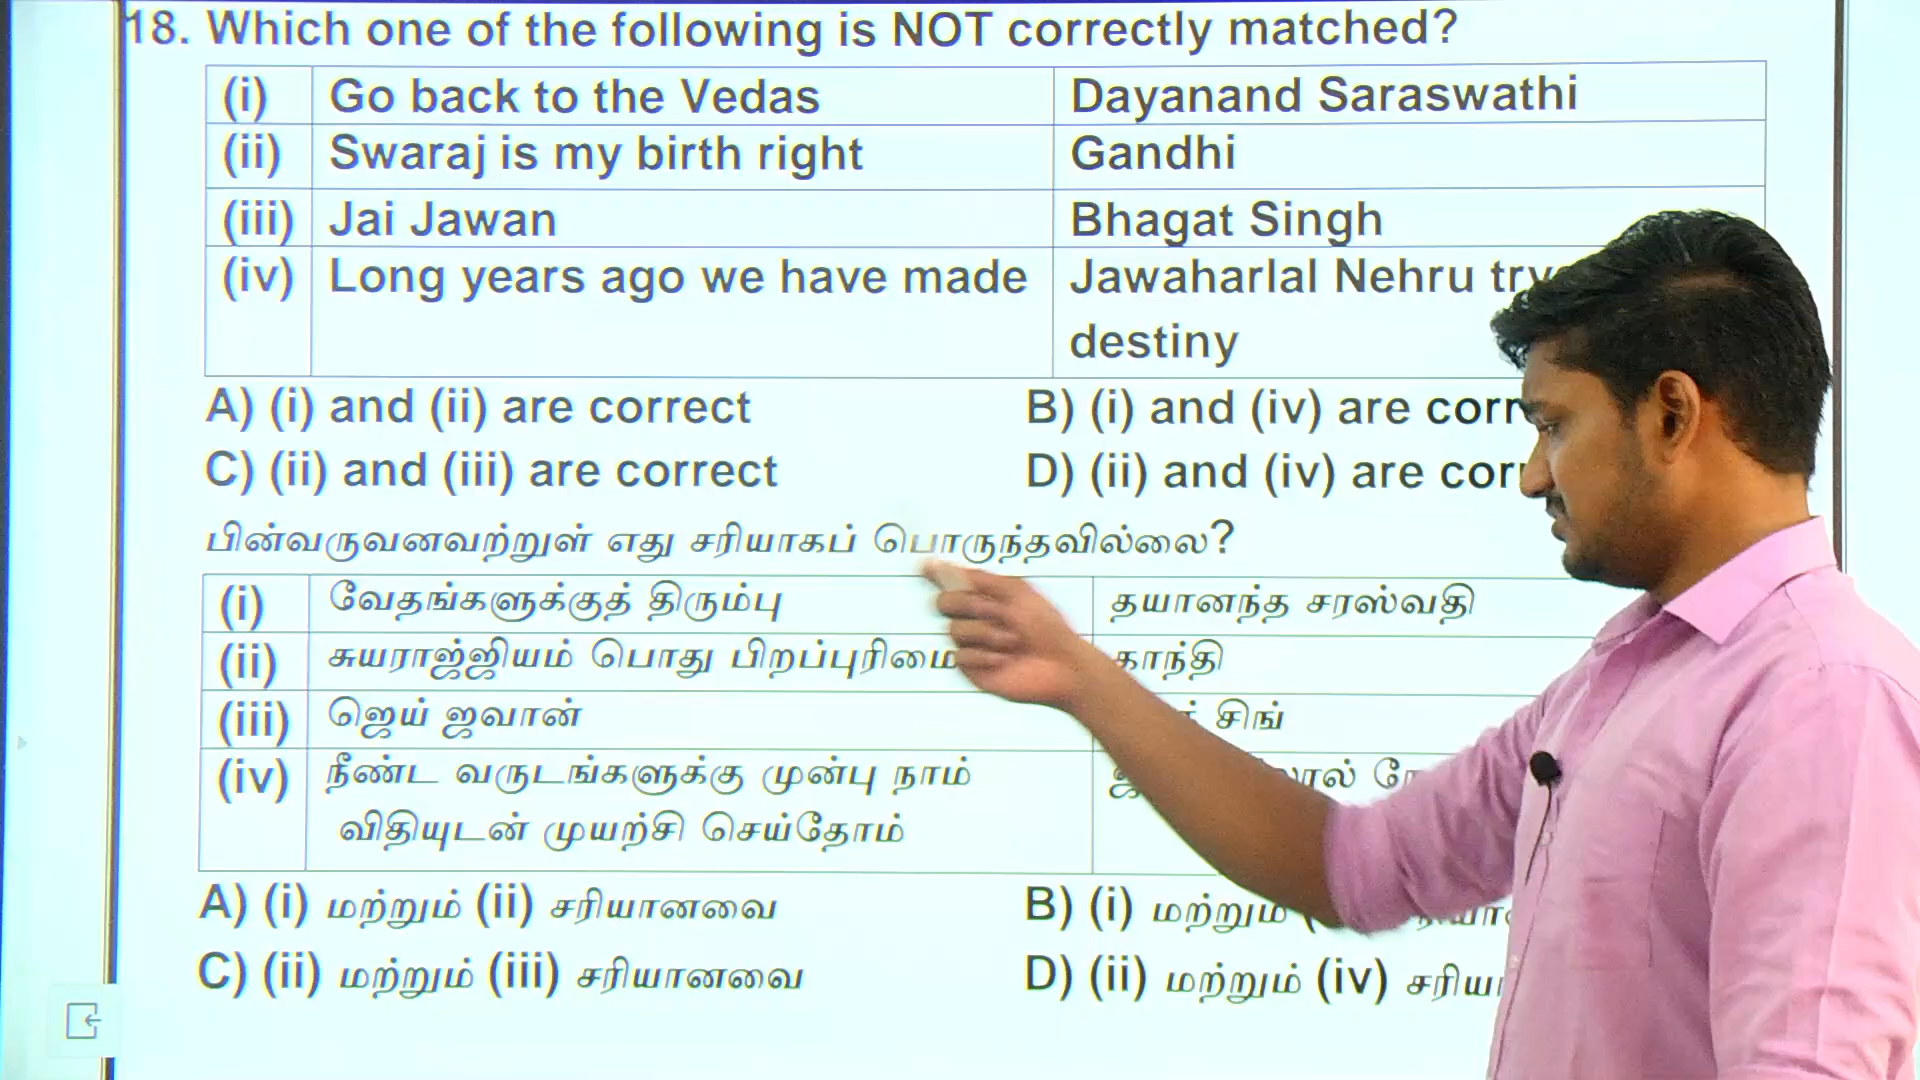 18. Which one of the following is NOT correctly matched?
(i) Go back to the Vedas Dayanand Saraswathi
(ii) Swaraj is my birth right Gandhi
(iii) Jai Jawan Bhagat Singh
(iv) Long years ago we have made Jawaharlal Nehru
destiny
A) (i) and (ii) are correct B) (i) and (iv) are
C) (ii) and (iii) are correct D) (ii) and (iv) are
பின்வருவனவற்றுள் எது சரியாகப் பொருந்தவில்லை?
(i) வேதங்களுக்குத் திரும்பு தயானந்த சரஸ்வதி
(ii) சுயராஜ்ஜியம் பொது பிறப்புரிமை காந்தி
(iii) ஜெய் ஜவான் சிங்
(iv) நீண்ட வருடங்களுக்கு முன்பு நாம்
விதியுடன் முயற்சி செய்தோம்
A) (i) மற்றும் (ii) சரியானவை B) (i) மற்றும்
C) (ii) மற்றும் (iii) சரியானவை D) (ii) மற்றும் (iv)